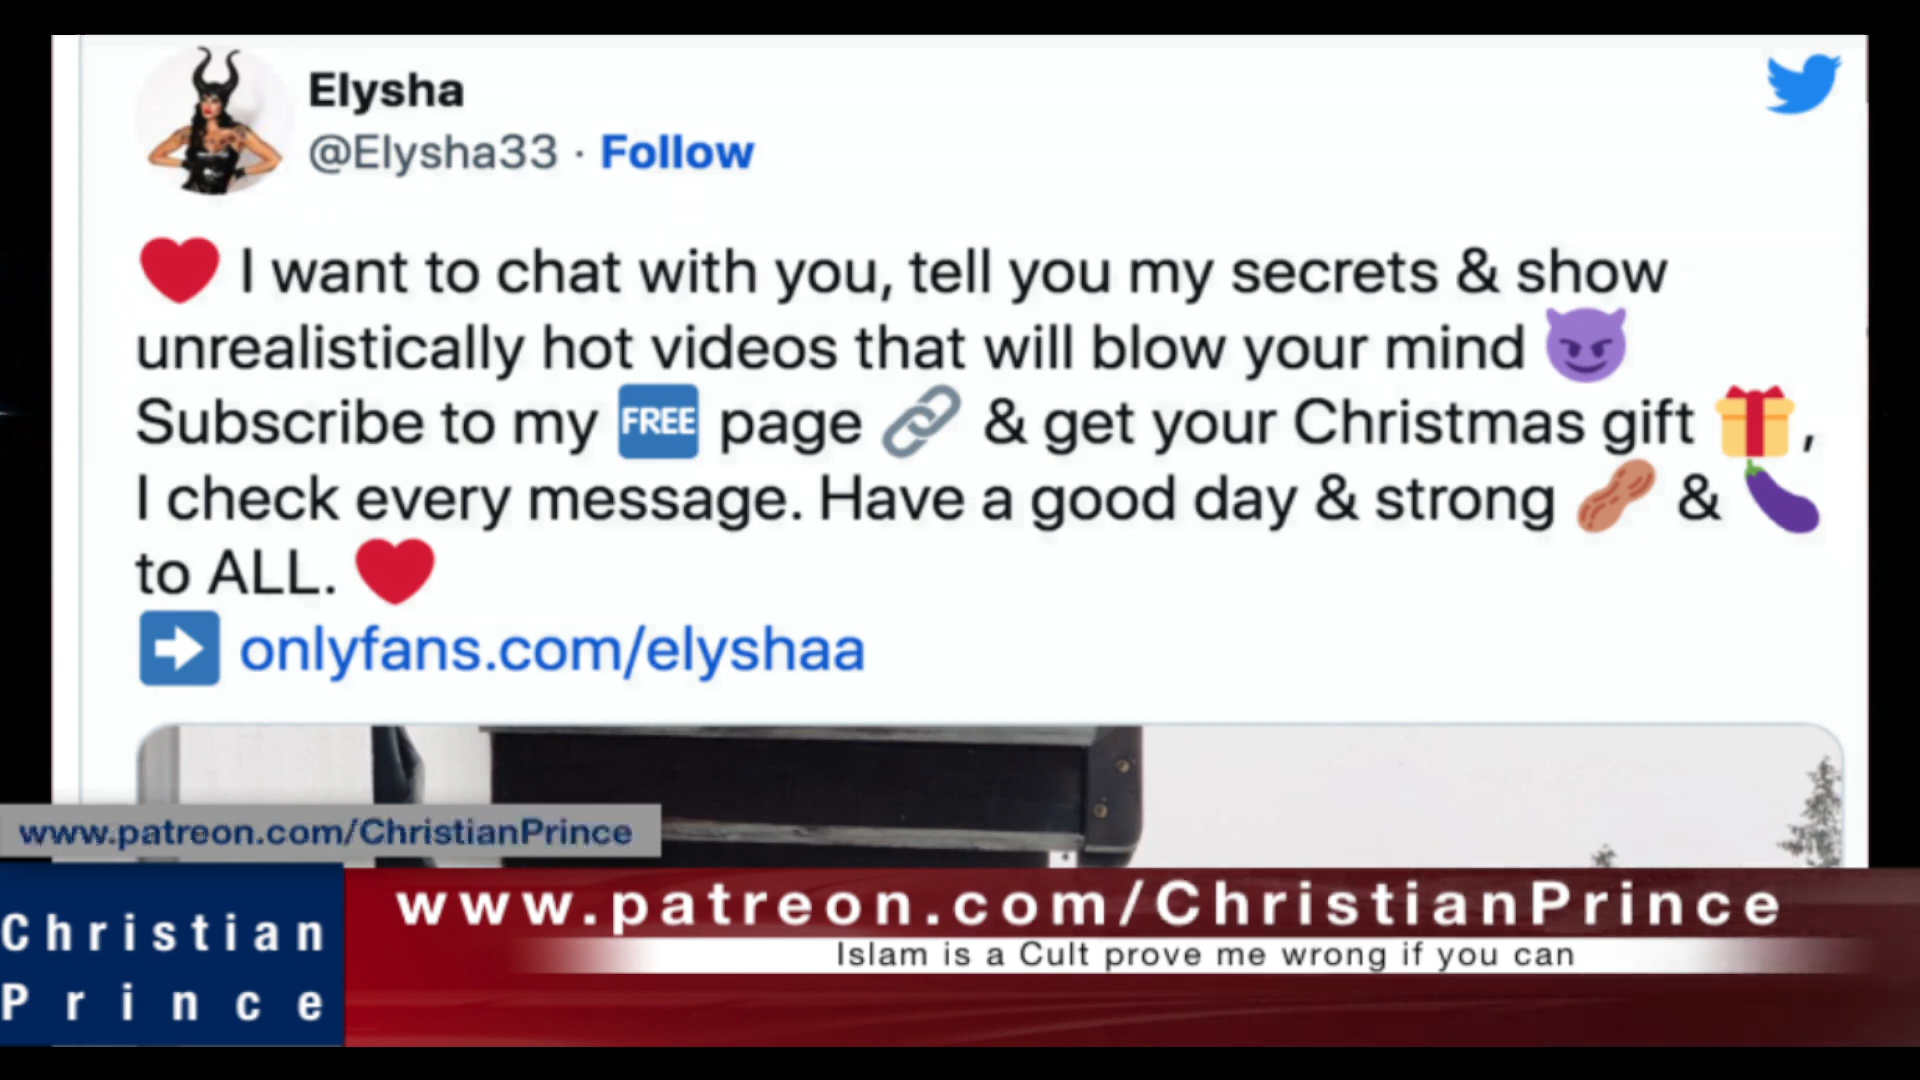 Elysha
@Elysha33 · Follow
❤️ I want to chat with you, tell you my secrets & show
unrealistically hot videos that will blow your mind 😈
Subscribe to my 🆓 page 🔗 & get your Christmas gift 🎁,
I check every message. Have a good day & strong 🥜 & 🍆
to ALL. ❤️
➡️ onlyfans.com/elyshaa
www.patreon.com/ChristianPrince
www.patreon.com/ChristianPrince
Islam is a Cult prove me wrong if you can
Christian
Prince